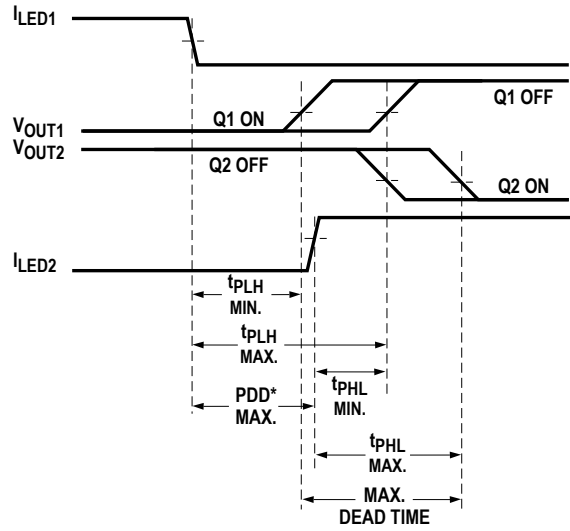 ILED1
Q1 ON
Q1 OFF
VOUT1
VOUT2
Q2 OFF
Q2 ON
ILED2
tPLH
MIN.
tPLH
MAX.
PDD*
MAX.
tPHL
MIN.
tPHL
MAX.
MAX.
DEAD TIME